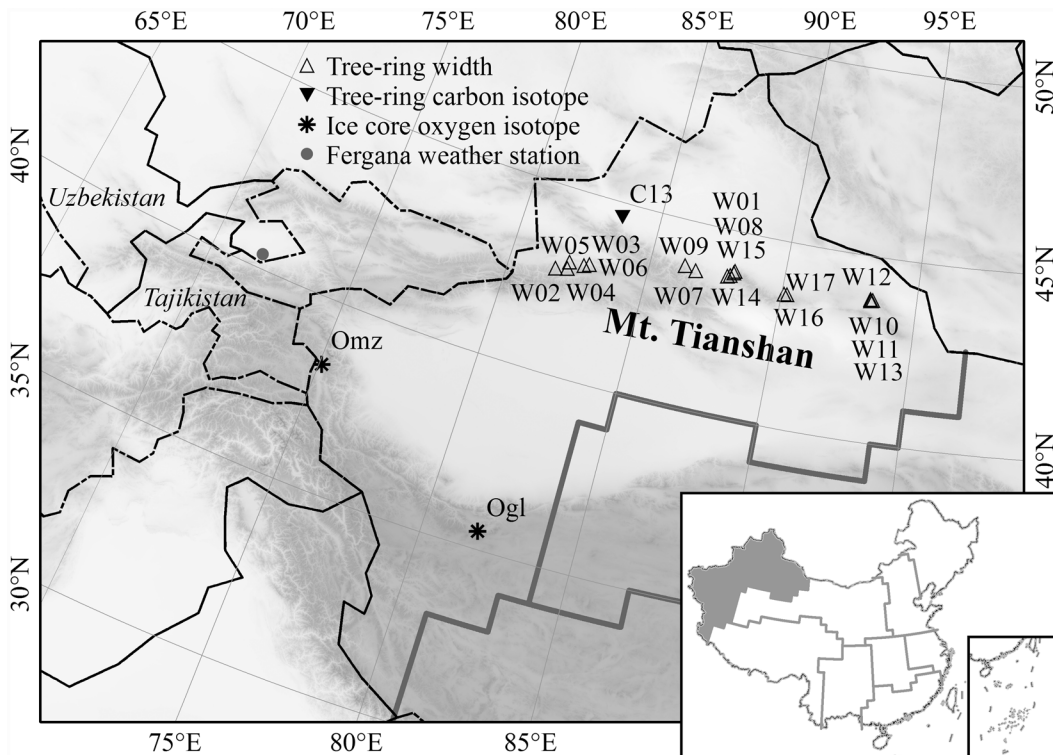 65°E
70°E
75°E
80°E
85°E
90°E
95°E
Tree-ring width
Tree-ring carbon isotope
Ice core oxygen isotope
Fergana weather station
50°N
40°N
Uzbekistan
C13
W01
W08
W15
W05
W03
W09
W06
W02
W04
W07
W14
W17
W12
W16
W10
W11
W13
45°N
Tajikistan
Mt. Tianshan
Omz
35°N
40°N
Ogl
30°N
75°E
80°E
85°E